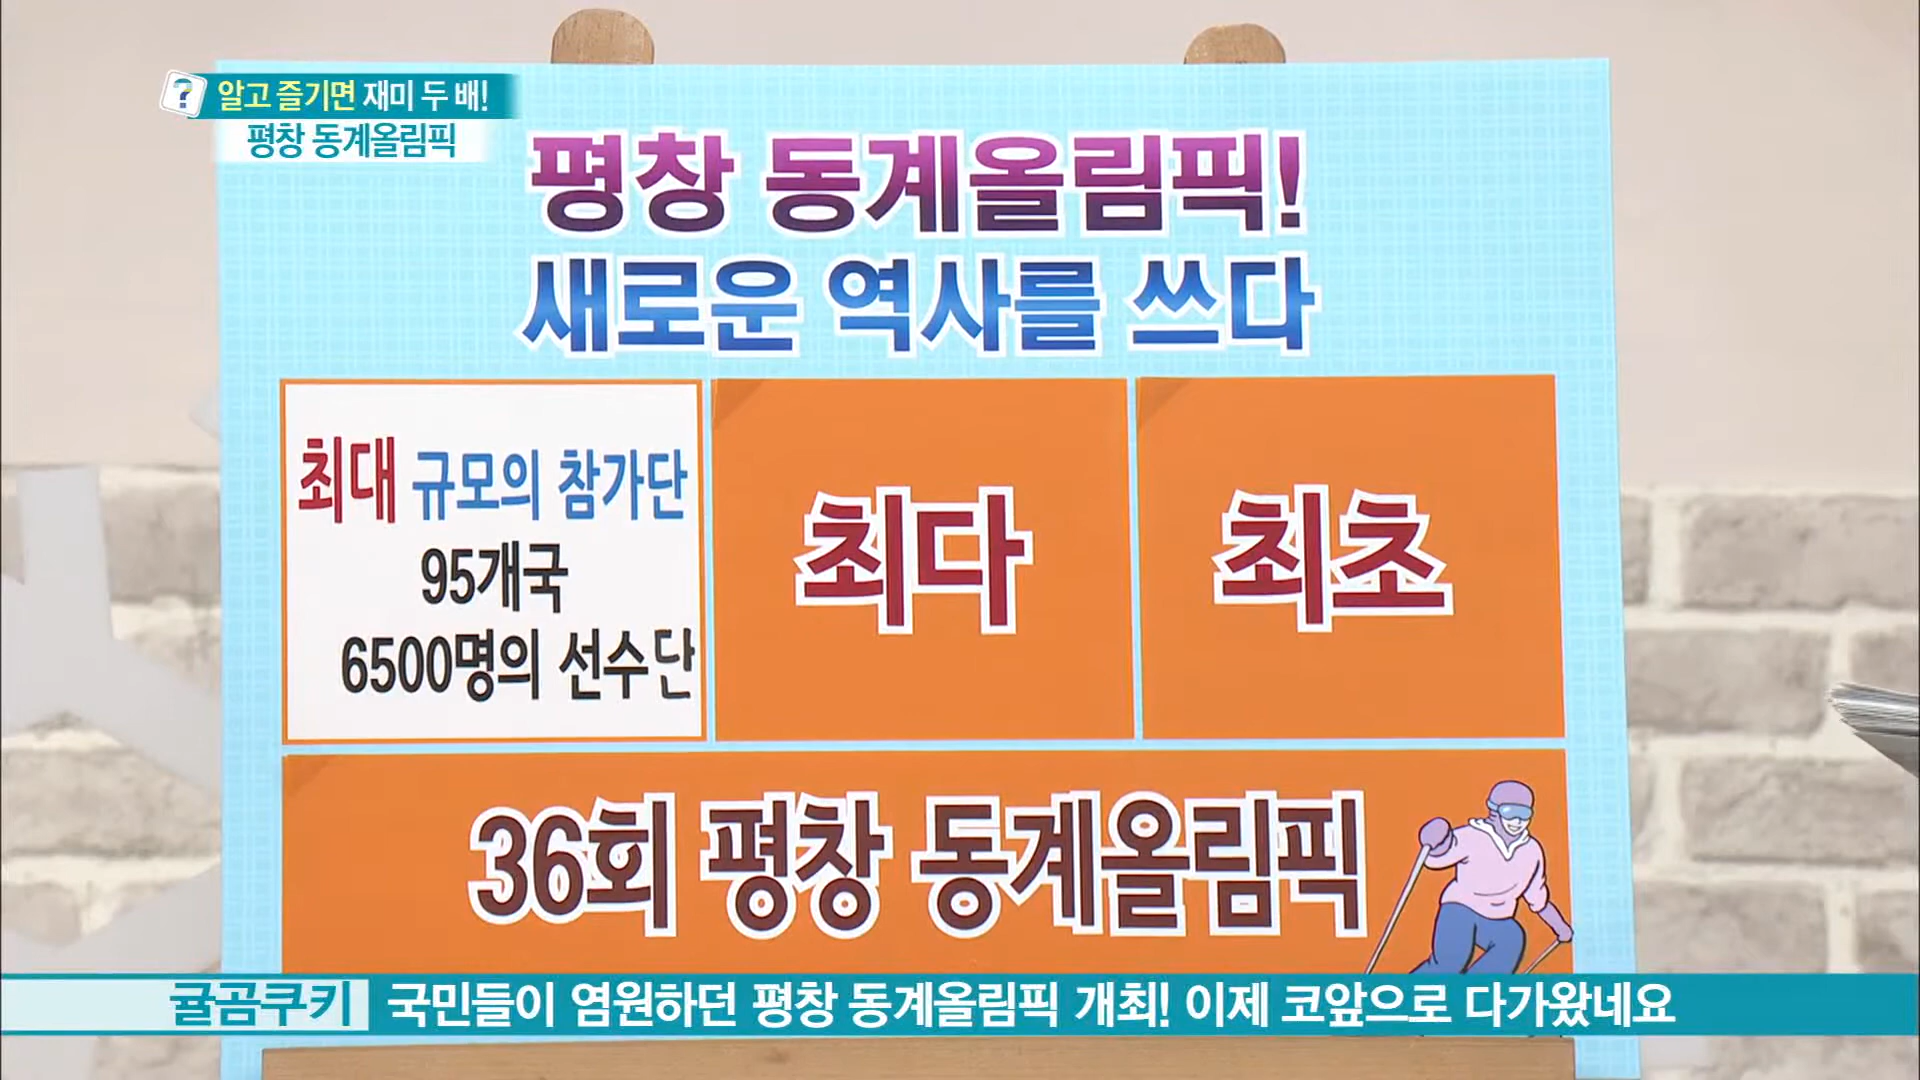 ?
알고 즐기면 재미 두 배!
평창 동계올림픽
평창 동계올림픽!
새로운 역사를 쓰다
최대 규모의 참가단
95개국
6500명의 선수단
최다
최초
36회 평창 동계올림픽
귤곰쿠키 국민들이 염원하던 평창 동계올림픽 개최! 이제 코앞으로 다가왔네요